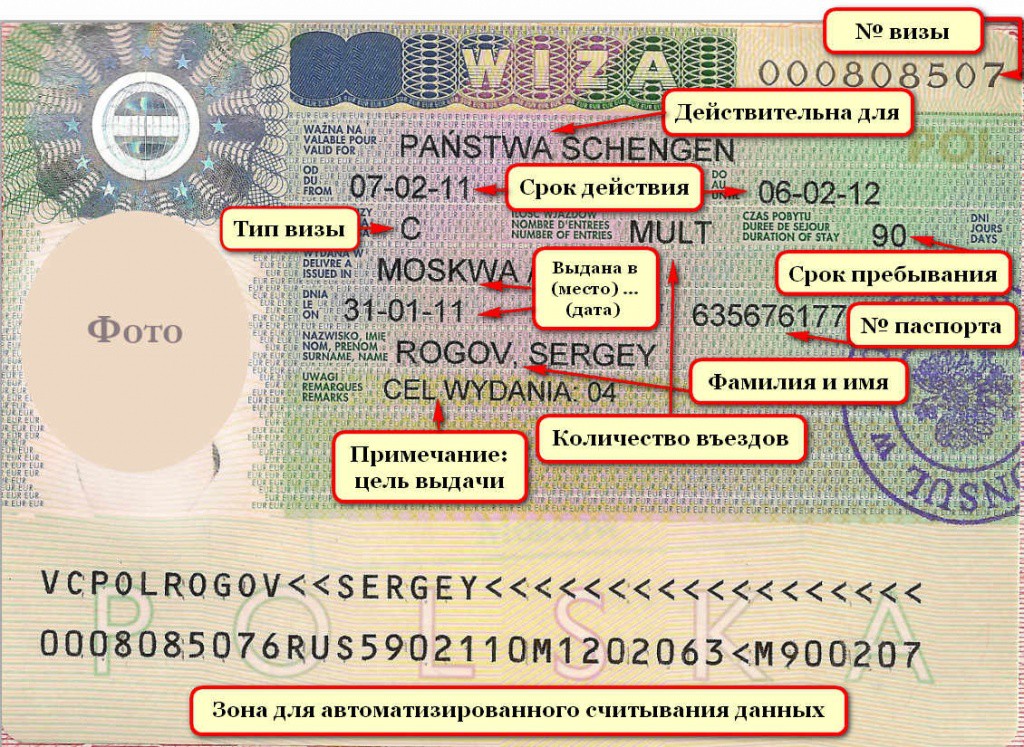 № визы
WIZA
000808507
Действительна для
WAŻNA NA
VALABLE POUR
VALID FOR
PAŃSTWA SCHENGEN
POL
OD
DU
FROM
07-02-11
Срок действия
DO
AU
06-02-12
Тип визы
C
ILOŚĆ WJAZDÓW
NOMBRE D'ENTREES
NUMBER OF ENTRIES
MULT
CZAS POBYTU
DUREE DE SEJOUR
DURATION OF STAY
90
DNI
JOURS
DAYS
WYDANA W
DELIVRE A
ISSUED IN
MOSKWA
Выдана в
(место) ...
(дата)
Срок пребывания
DNIA
LE
ON
31-01-11
635676177
№ паспорта
Фото
NAZWISKO, IMIĘ
NOM, PRENOM
SURNAME, NAME
ROGOV, SERGEY
Фамилия и имя
UWAGI
REMARQUES
REMARKS
CEL WYDANIA: 04
Примечание:
цель выдачи
Количество въездов
NSUL
W
VCPOLROGOV<<SERGEY<<<<<<<<<<<<<<<<<<
POLSKA
0008085076RUS5902110M1202063<M900207
Зона для автоматизированного считывания данных